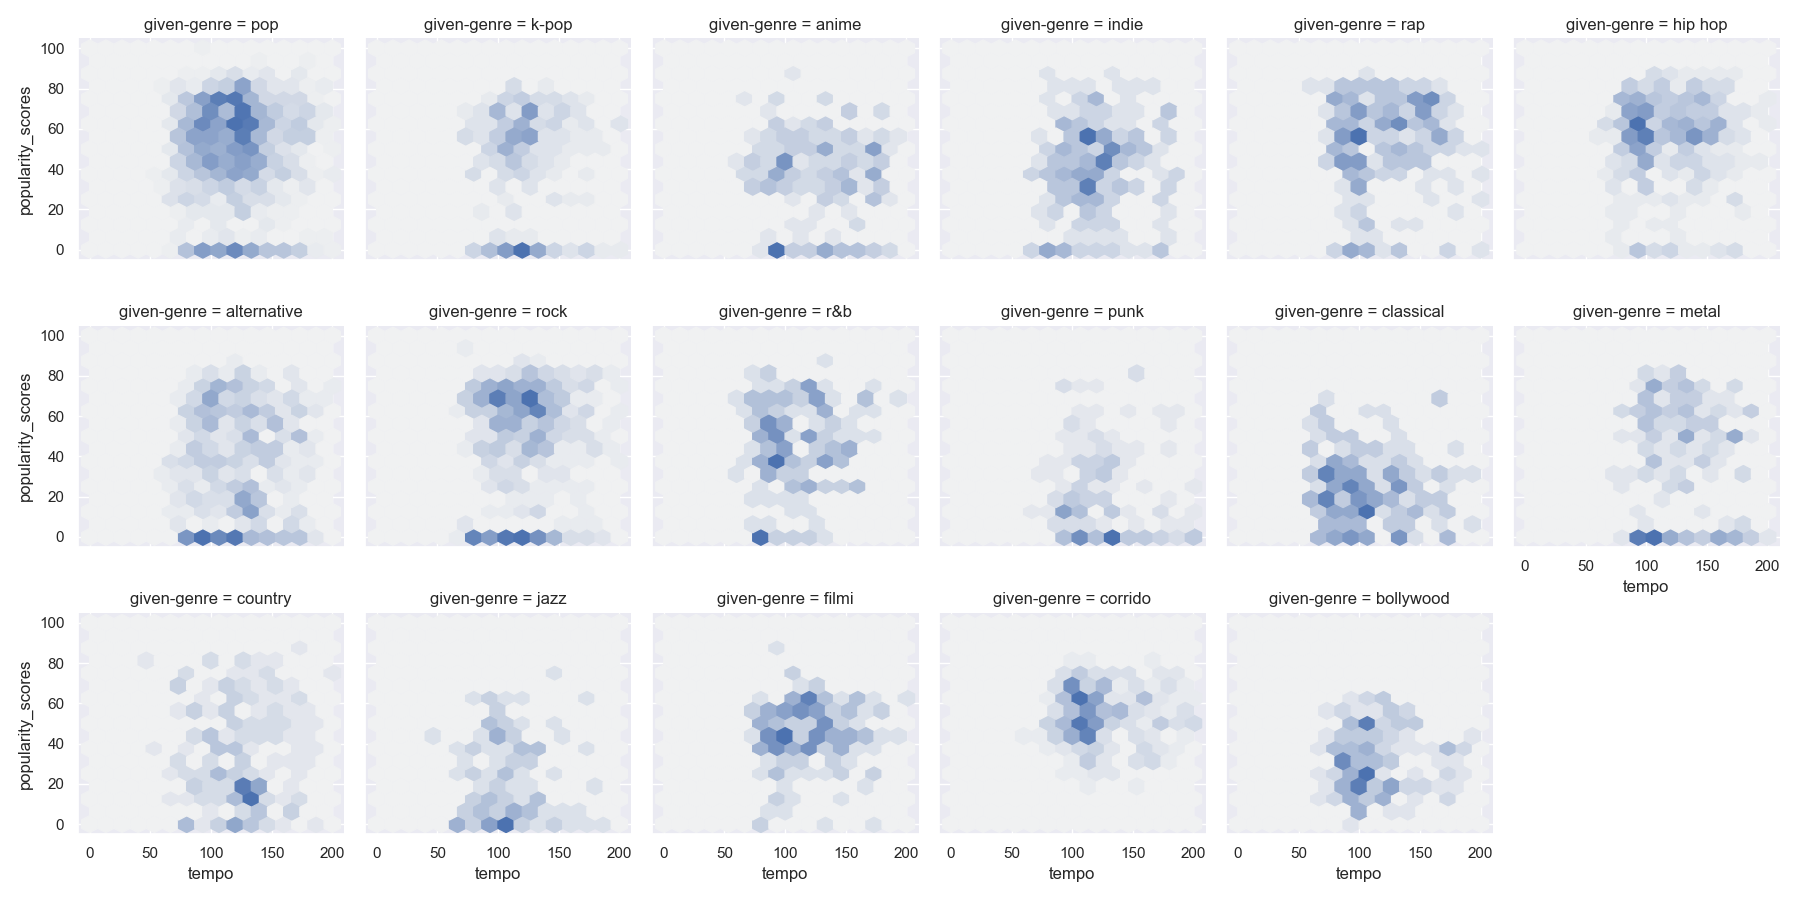 given-genre = pop given-genre = k-pop given-genre = anime given-genre = indie given-genre = rap given-genre = hip hop
100
80
60
40
20
0
popularity_scores
given-genre = alternative given-genre = rock given-genre = r&b given-genre = punk given-genre = classical given-genre = metal
100
80
60
40
20
0
popularity_scores
0 50 100 150 200
tempo
given-genre = country given-genre = jazz given-genre = filmi given-genre = corrido given-genre = bollywood
100
80
60
40
20
0
popularity_scores
0 50 100 150 200 0 50 100 150 200 0 50 100 150 200 0 50 100 150 200 0 50 100 150 200
tempo tempo tempo tempo tempo